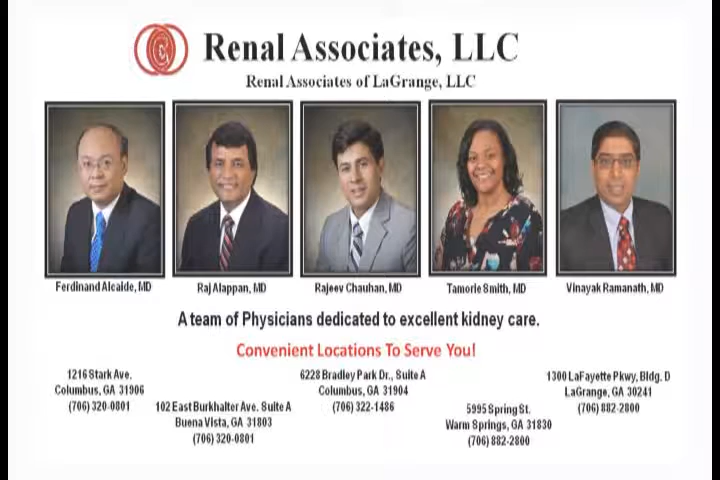 Renal Associates, LLC
Renal Associates of LaGrange, LLC
Ferdinand Alcaide, MD
Raj Alappan, MD
Rajeev Chauhan, MD
Tamorie Smith, MD
Vinayak Ramanath, MD
A team of Physicians dedicated to excellent kidney care.
Convenient Locations To Serve You!
1216 Stark Ave.
Columbus, GA 31906
(706) 320-0801
102 East Burkhalter Ave. Suite A
Buena Vista, GA 31803
(706) 320-0801
6228 Bradley Park Dr., Suite A
Columbus, GA 31904
(706) 322-1486
5995 Spring St.
Warm Springs, GA 31830
(706) 882-2800
1300 LaFayette Pkwy, Bldg. D
LaGrange, GA 30241
(706) 882-2800